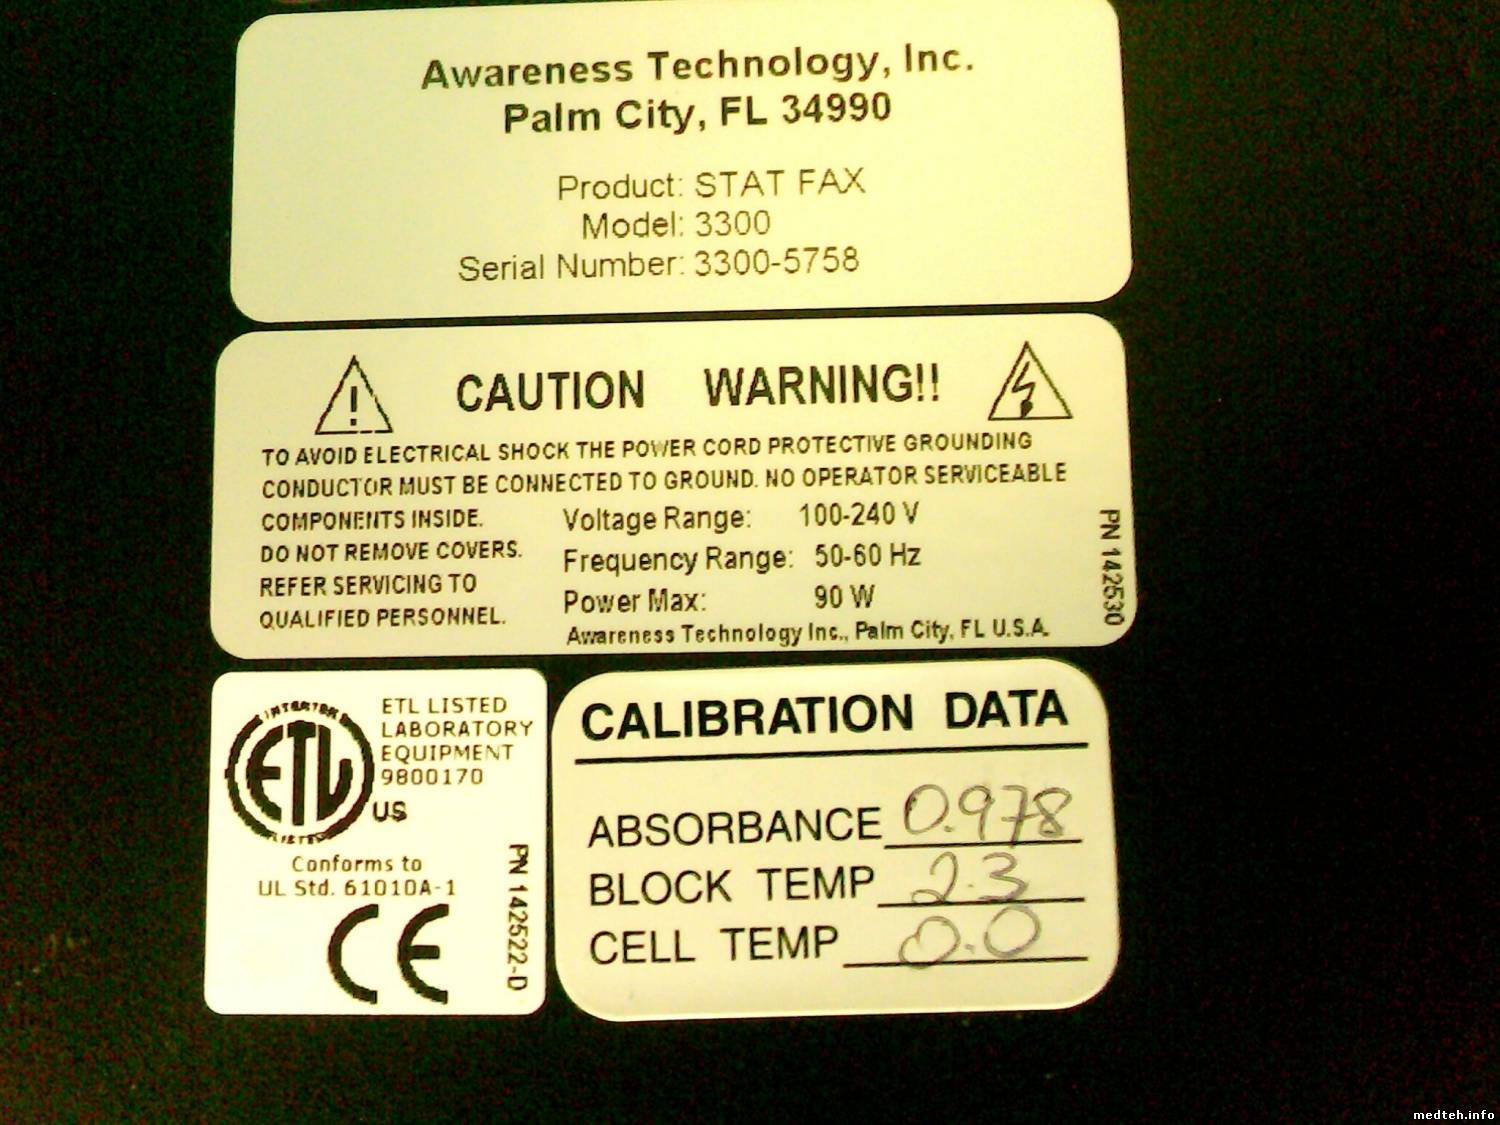 Awareness Technology, Inc.
Palm City, FL 34990
Product: STAT FAX
Model: 3300
Serial Number: 3300-5758
CAUTION WARNING!!
TO AVOID ELECTRICAL SHOCK THE POWER CORD PROTECTIVE GROUNDING
CONDUCTOR MUST BE CONNECTED TO GROUND. NO OPERATOR SERVICEABLE
COMPONENTS INSIDE.
DO NOT REMOVE COVERS.
REFER SERVICING TO
QUALIFIED PERSONNEL.
Voltage Range: 100-240 V
Frequency Range: 50-60 Hz
Power Max: 90 W
Awareness Technology Inc., Palm City, FL U.S.A.
PN 142530
INTERTEK
ETL
LISTED
US
ETL LISTED
LABORATORY
EQUIPMENT
9800170
Conforms to
UL Std. 61010A-1
CE
PN 142522-D
CALIBRATION DATA
ABSORBANCE 0.978
BLOCK TEMP 2.3
CELL TEMP 0.0
medteh.info